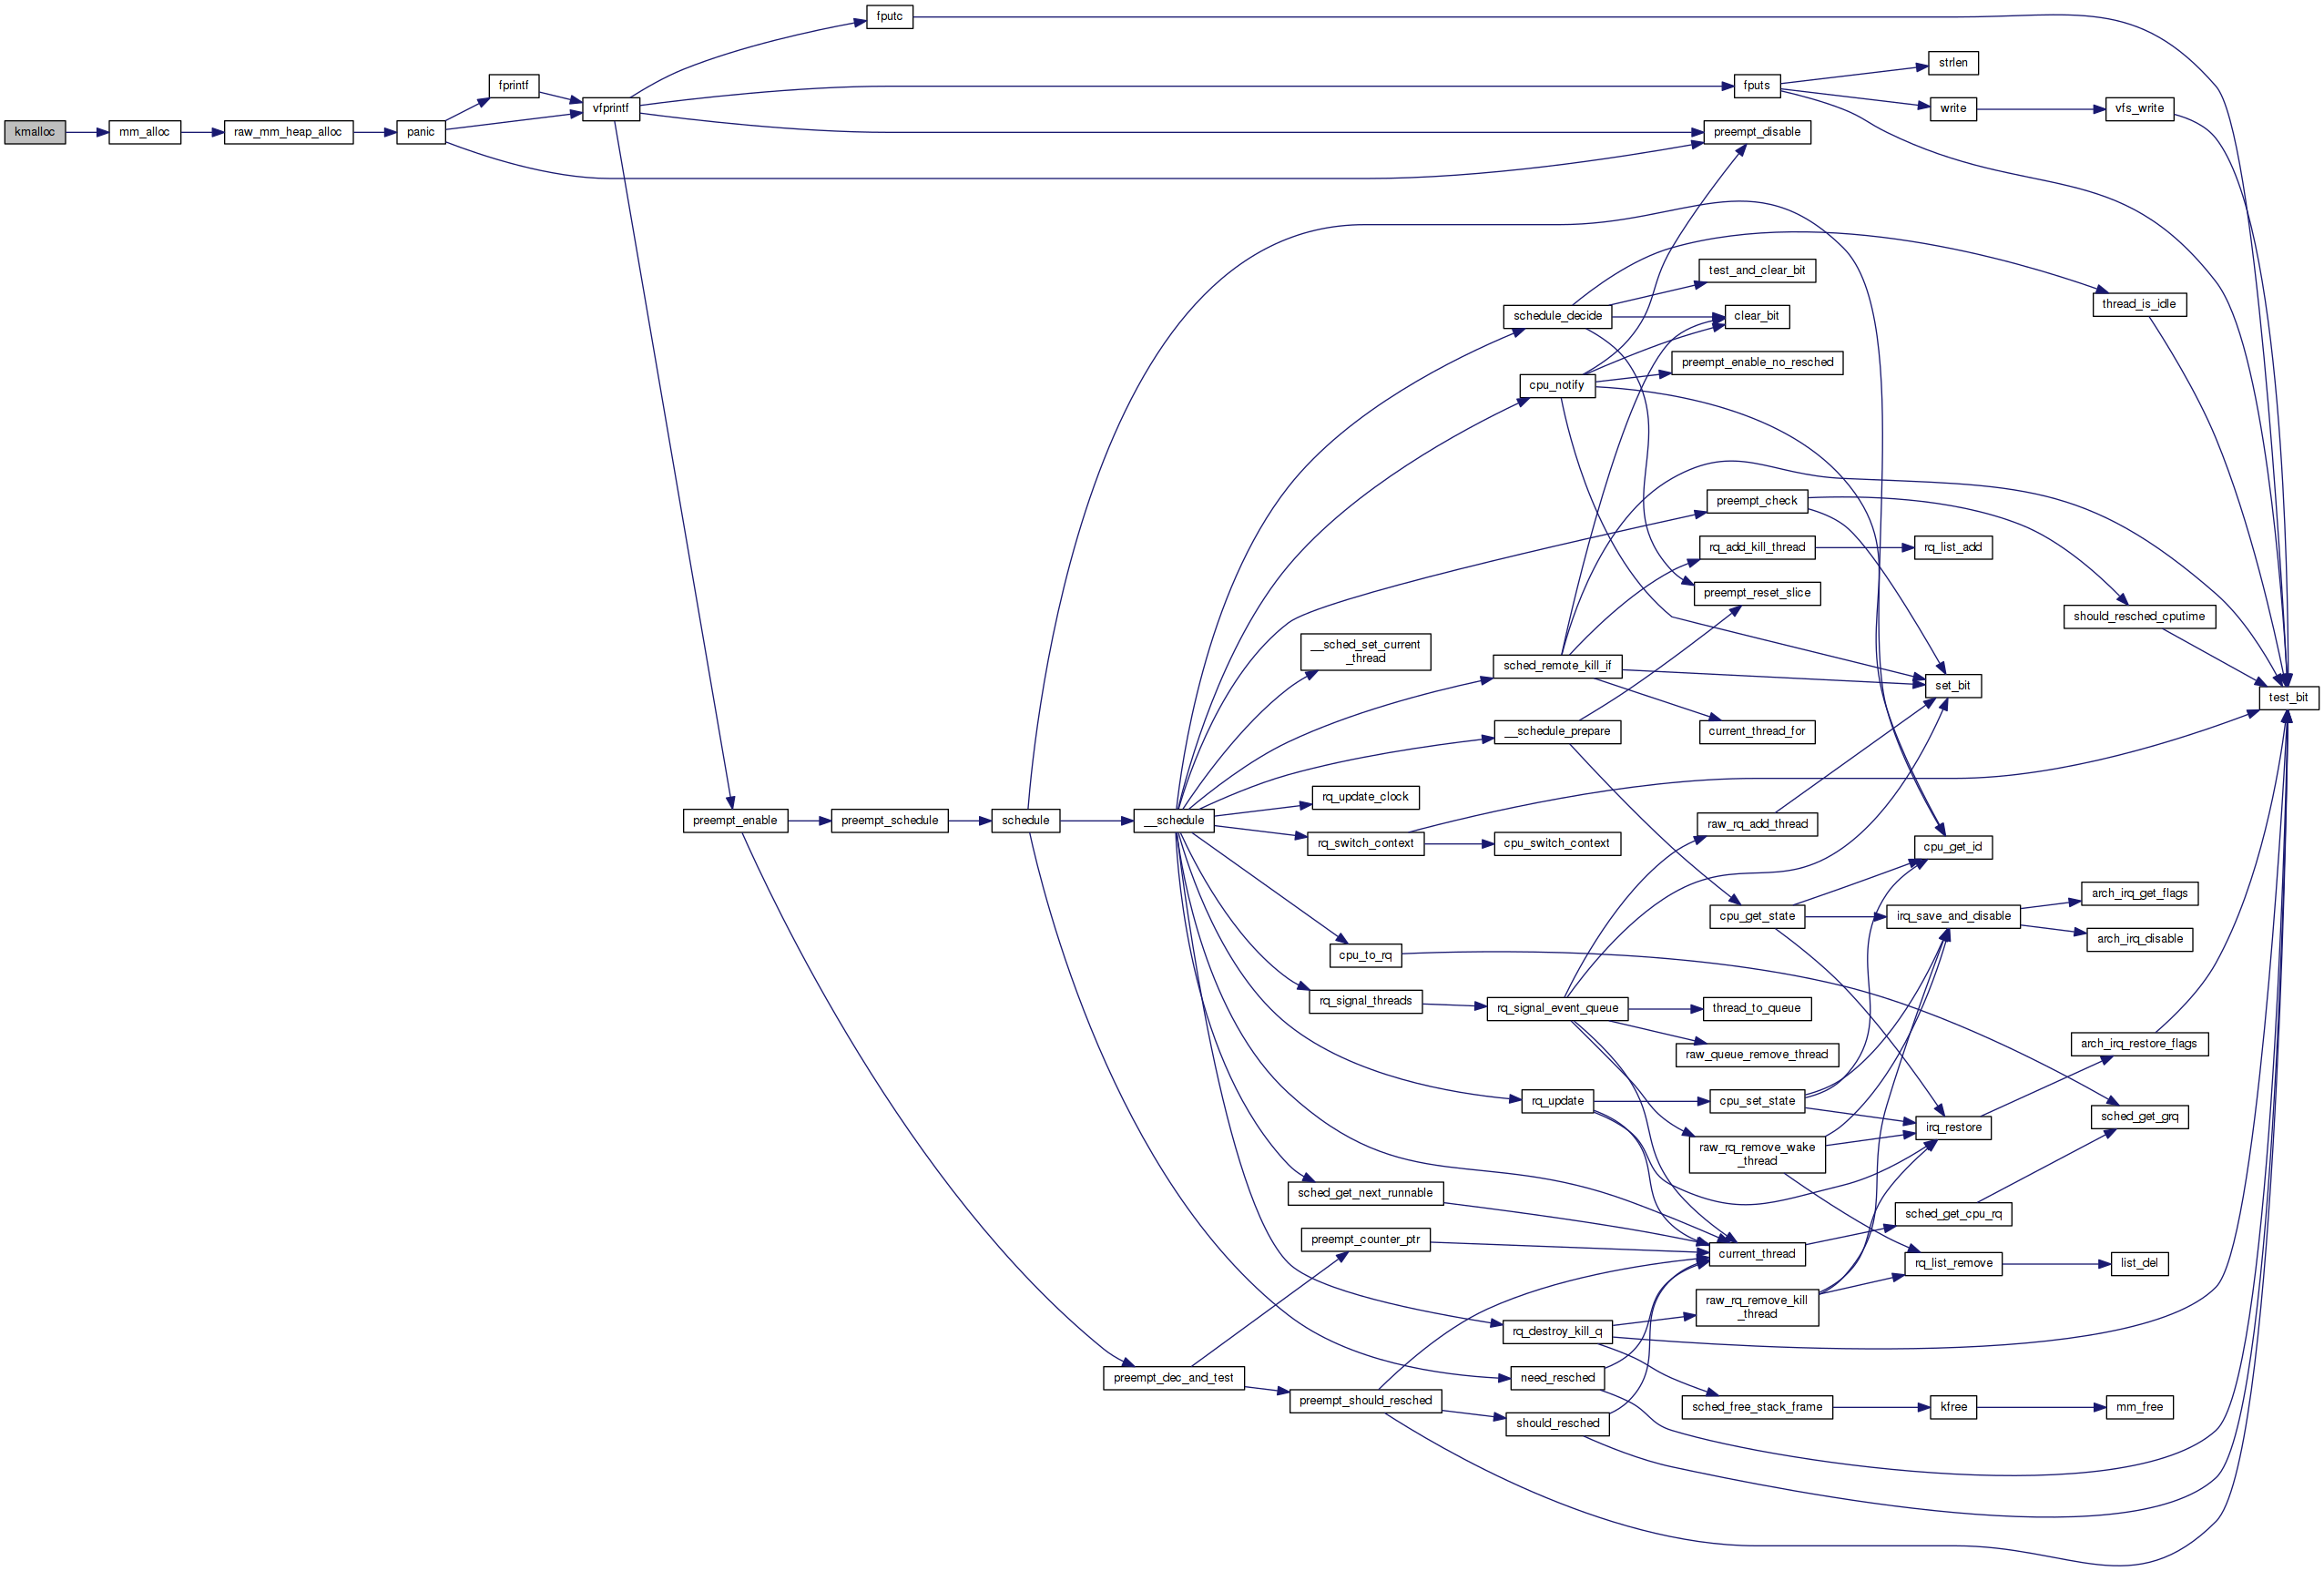 fputc
strlen
fprintf
fputs
vfprintf
write
vfs_write
kmalloc
mm_alloc
raw_mm_heap_alloc
panic
preempt_disable
test_and_clear_bit
thread_is_idle
schedule_decide
clear_bit
preempt_enable_no_resched
cpu_notify
preempt_check
rq_add_kill_thread
rq_list_add
preempt_reset_slice
should_resched_cputime
__sched_set_current
_thread
sched_remote_kill_if
set_bit
test_bit
__schedule_prepare
current_thread_for
rq_update_clock
preempt_enable
preempt_schedule
schedule
__schedule
raw_rq_add_thread
rq_switch_context
cpu_switch_context
cpu_get_id
arch_irq_get_flags
cpu_get_state
irq_save_and_disable
arch_irq_disable
cpu_to_rq
rq_signal_threads
rq_signal_event_queue
thread_to_queue
arch_irq_restore_flags
raw_queue_remove_thread
rq_update
cpu_set_state
sched_get_grq
irq_restore
raw_rq_remove_wake
_thread
sched_get_next_runnable
sched_get_cpu_rq
preempt_counter_ptr
current_thread
rq_list_remove
list_del
raw_rq_remove_kill
_thread
rq_destroy_kill_q
preempt_dec_and_test
need_resched
preempt_should_resched
sched_free_stack_frame
kfree
mm_free
should_resched